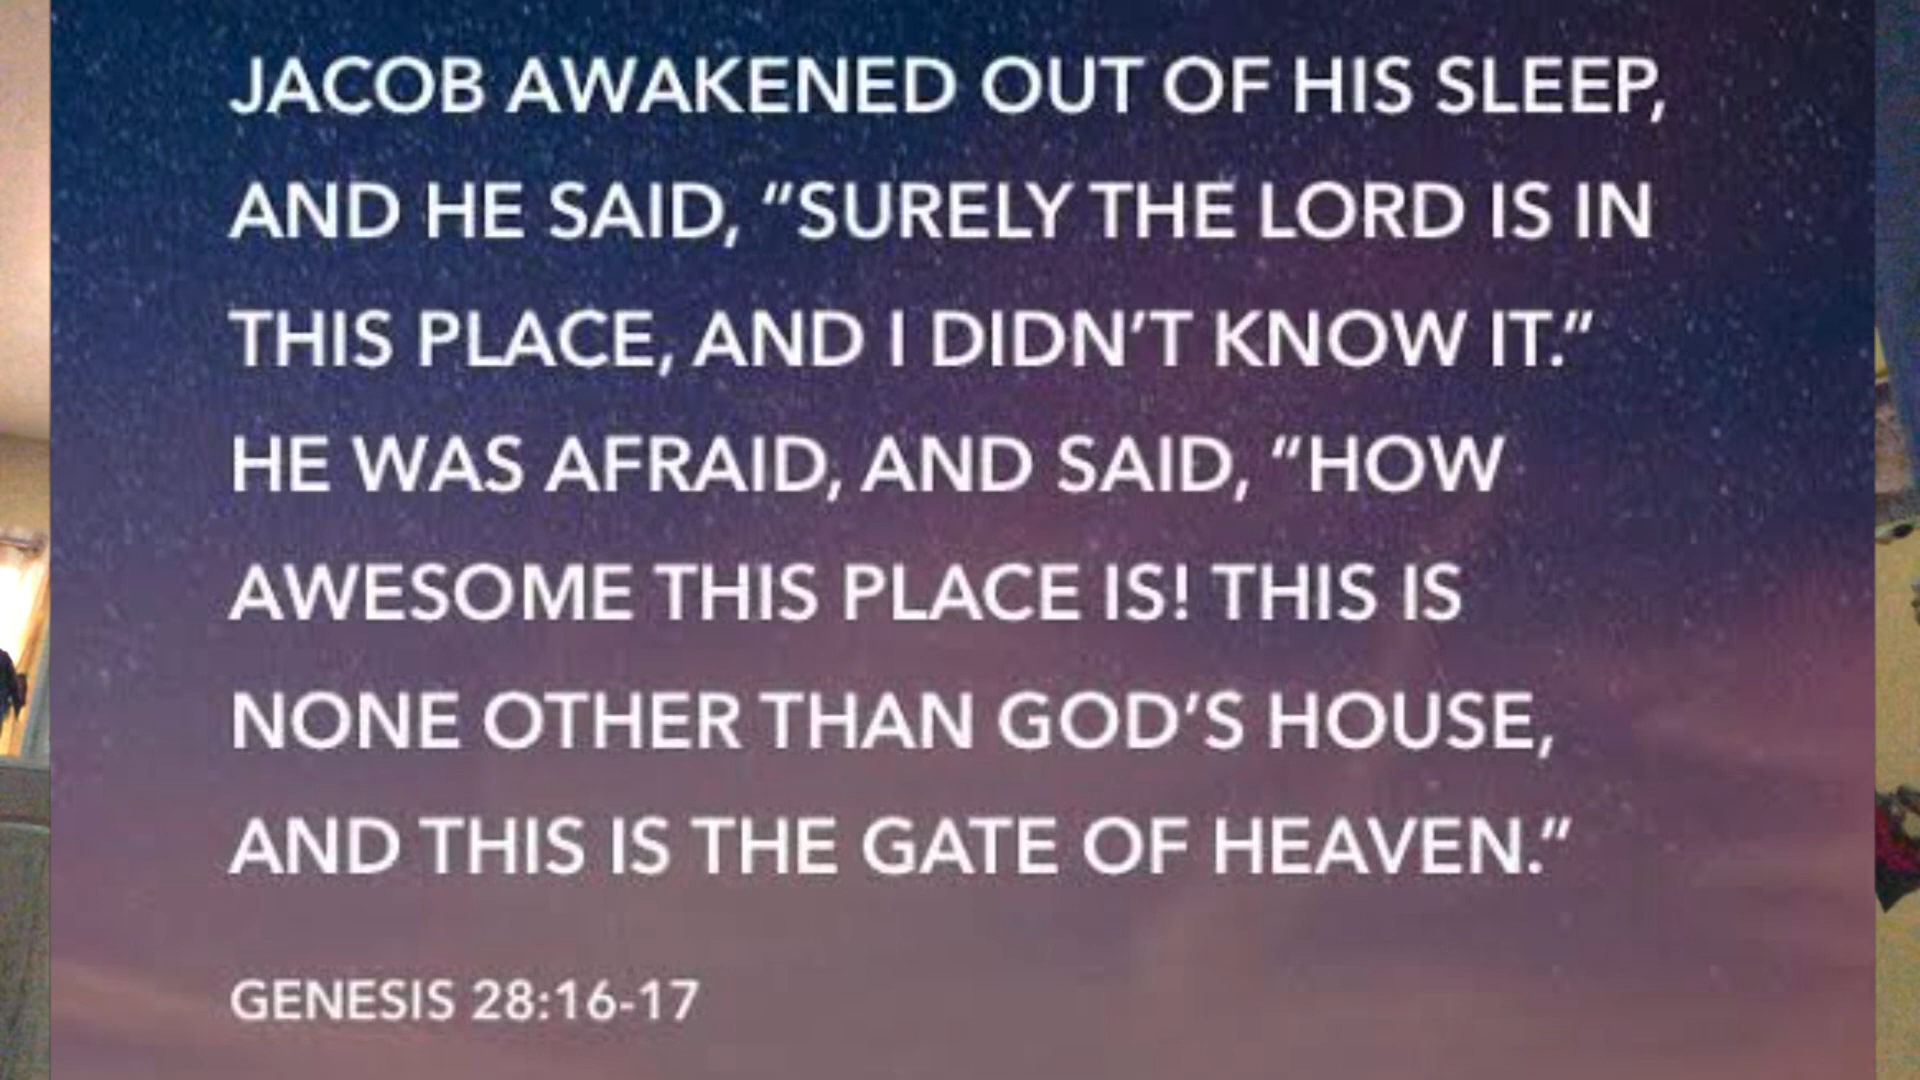 JACOB AWAKENED OUT OF HIS SLEEP,
AND HE SAID, “SURELY THE LORD IS IN
THIS PLACE, AND I DIDN’T KNOW IT.”
HE WAS AFRAID, AND SAID, “HOW
AWESOME THIS PLACE IS! THIS IS
NONE OTHER THAN GOD’S HOUSE,
AND THIS IS THE GATE OF HEAVEN.”
GENESIS 28:16-17